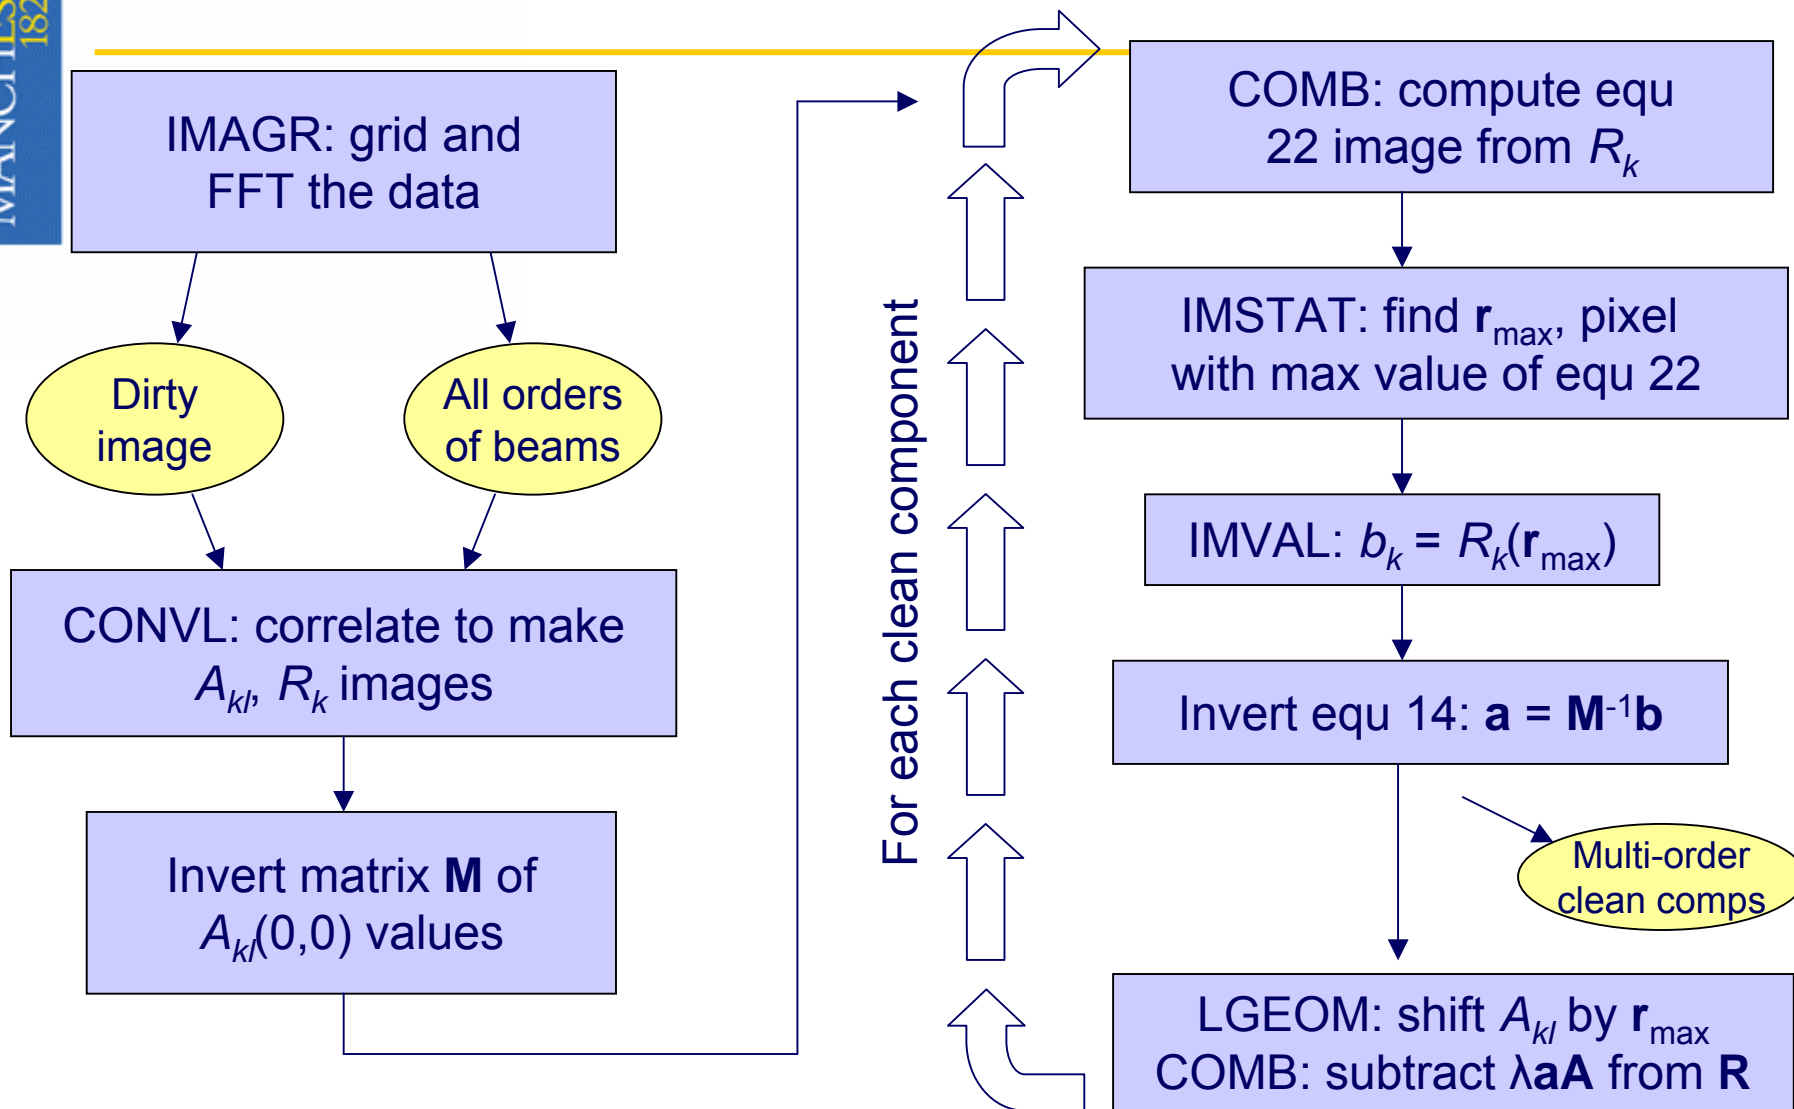 MANCHES
182
IMAGR: grid and
FFT the data
Dirty
image
All orders
of beams
CONVL: correlate to make
Aₖₗ, Rₖ images
Invert matrix M of
Aₖₗ(0,0) values
For each clean component
COMB: compute equ
22 image from Rₖ
IMSTAT: find rₘₐₓ, pixel
with max value of equ 22
IMVAL: bₖ = Rₖ(rₘₐₓ)
Invert equ 14: a = M⁻¹b
Multi-order
clean comps
LGEOM: shift Aₖₗ by rₘₐₓ
COMB: subtract λaA from R